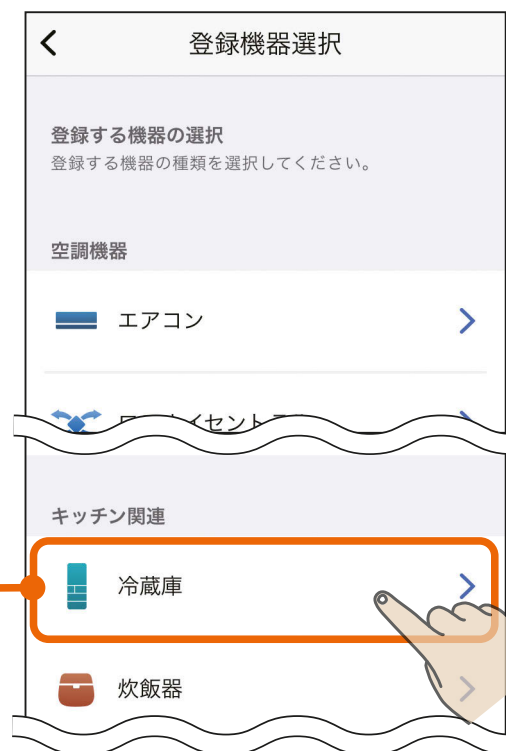 登録機器選択
登録する機器の選択
登録する機器の種類を選択してください。
空調機器
エアコン
キッチン関連
冷蔵庫
炊飯器